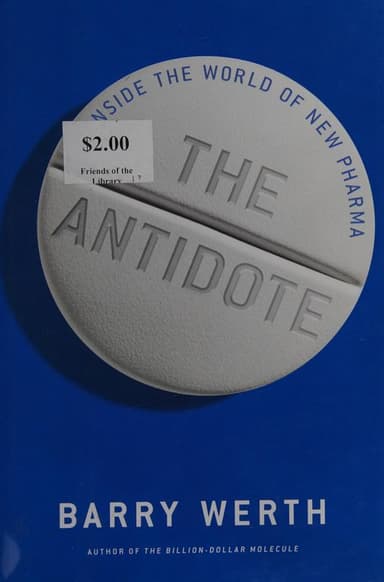 NSIDE THE WORLD OF NEW PHARMA
$2.00
Friends of the
Library
THE
ANTIDOTE
BARRY WERTH
AUTHOR OF THE BILLION-DOLLAR MOLECULE